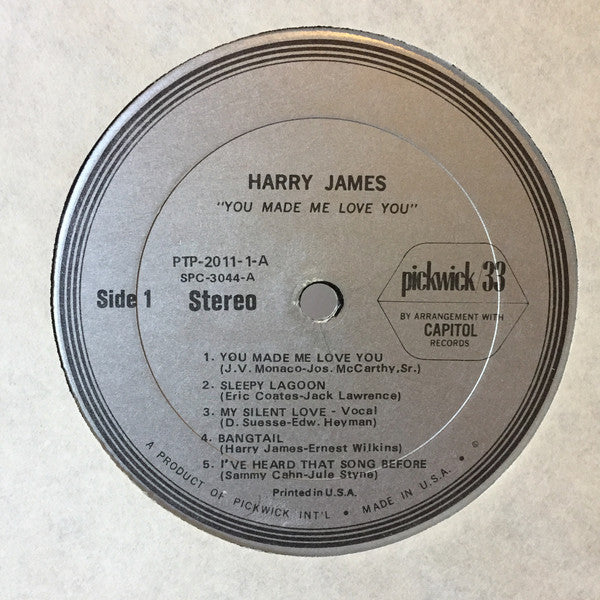 HARRY JAMES
"YOU MADE ME LOVE YOU"
PTP-2011-1-A
SPC-3044-A
Side 1 Stereo
pickwick/33
BY ARRANGEMENT WITH
CAPITOL
RECORDS
1. YOU MADE ME LOVE YOU
(J.V. Monaco-Jos. McCarthy,Sr.)
2. SLEEPY LAGOON
(Eric Coates-Jack Lawrence)
3. MY SILENT LOVE - Vocal
(D. Suesse-Edw. Heyman)
4. BANGTAIL
(Harry James-Ernest Wilkins)
5. I'VE HEARD THAT SONG BEFORE
(Sammy Cahn-Jule Styne)
Printed in U.S.A.
A PRODUCT OF PICKWICK INT'L • MADE IN U.S.A. • ©